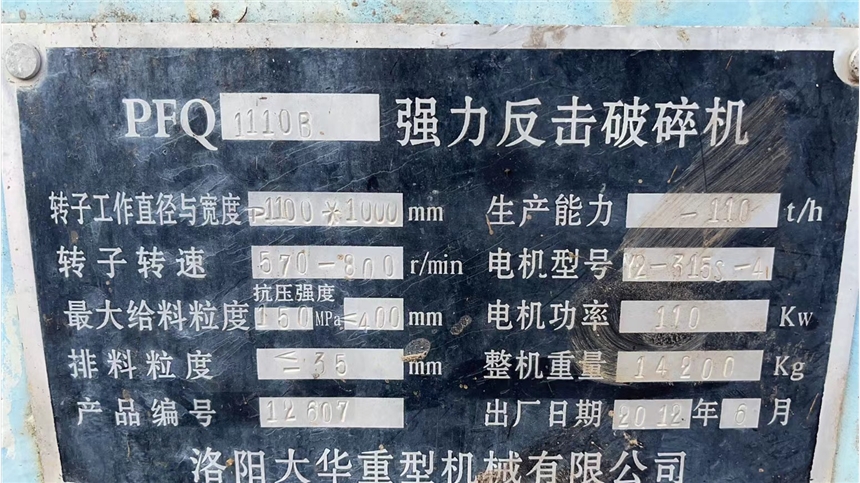 PFQ 1110B 强力反击破碎机
转子工作直径与宽度 1100*1000 mm 生产能力 -110 t/h
转子转速 570-800 r/min 电机型号 Y2-315S-4
抗压强度
最大给料粒度 150 MPa ≤400 mm 电机功率 110 Kw
排料粒度 ≤35 mm 整机重量 14200 Kg
产品编号 12607 出厂日期 2012 年 6 月
洛阳大华重型机械有限公司